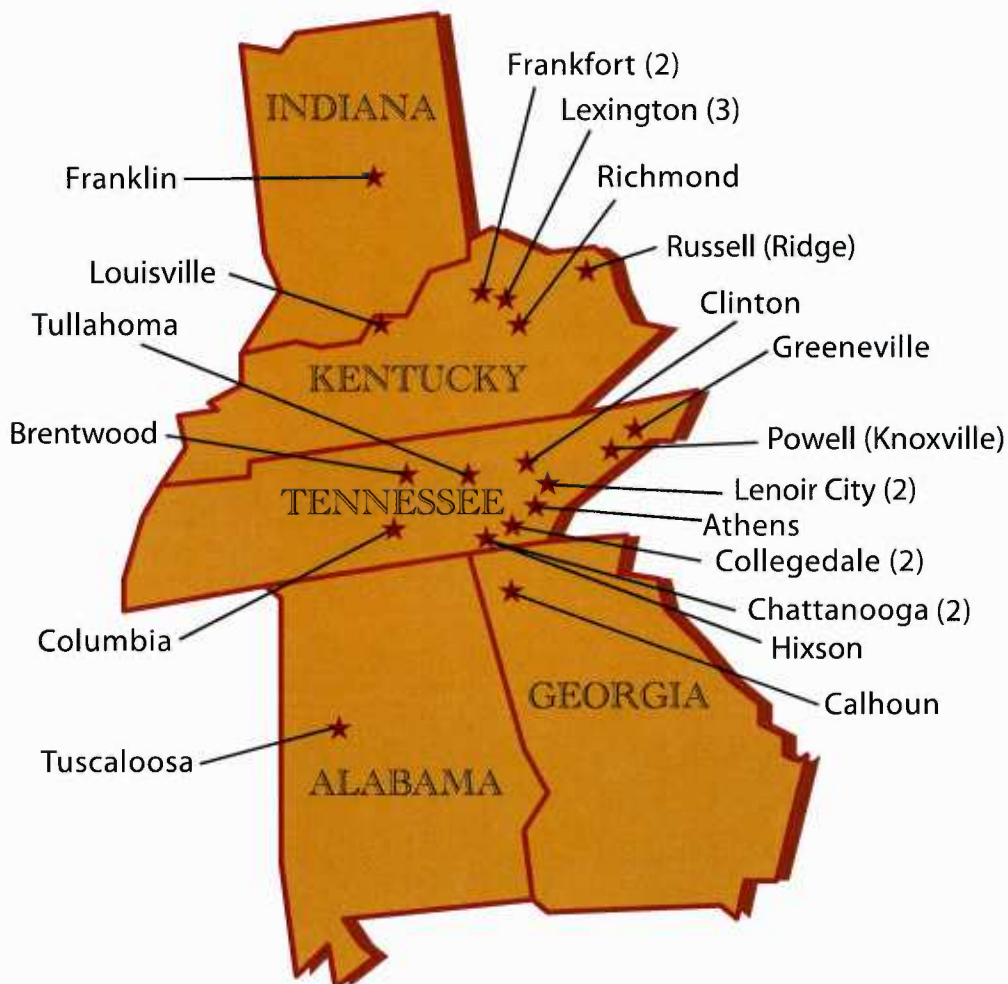 Frankfort (2)
INDIANA
Lexington (3)
Franklin
Richmond
Russell (Ridge)
Louisville
Clinton
Tullahoma
Greeneville
KENTUCKY
Brentwood
Powell (Knoxville)
Lenoir City (2)
TENNESSEE
Athens
Collegedale (2)
Chattanooga (2)
Columbia
Hixson
GEORGIA
Calhoun
Tuscaloosa
ALABAMA